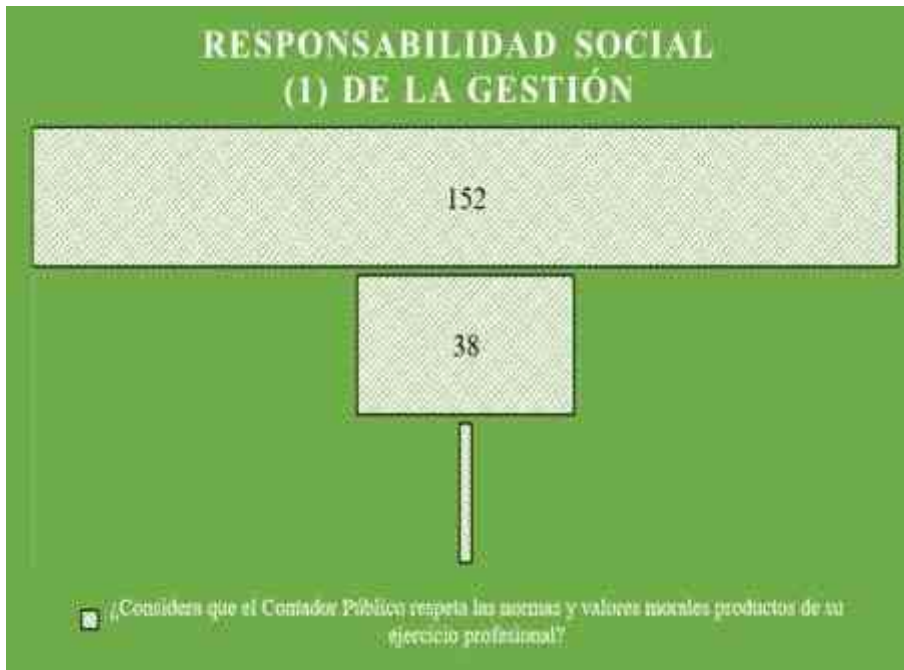 RESPONSABILIDAD SOCIAL
(1) DE LA GESTIÓN
152
38
¿Considera que el Contador Público respeta las normas y valores morales productos de su
ejercicio profesional?